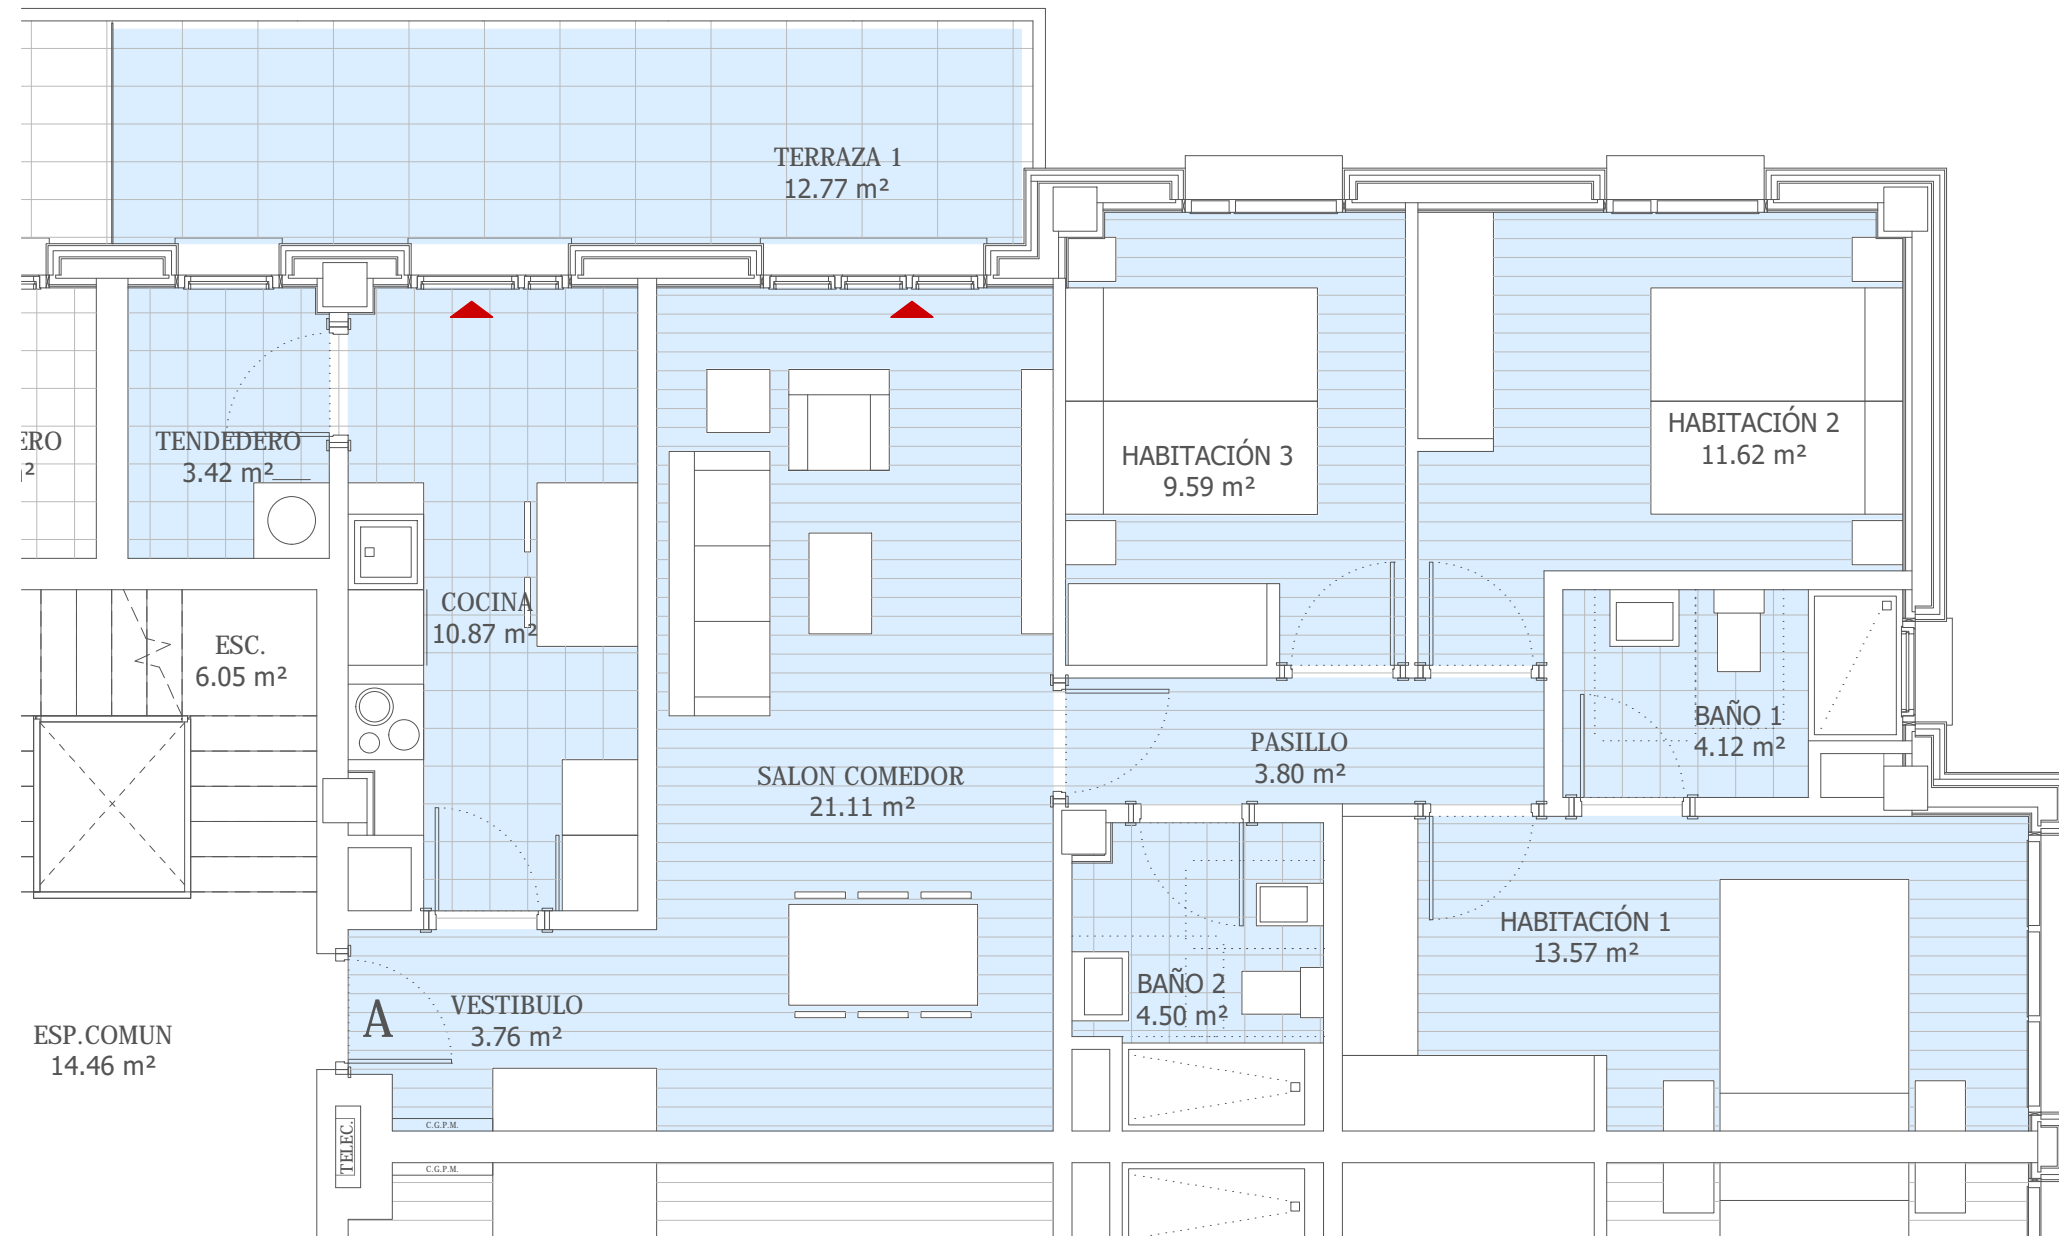 TERRAZA 1
12.77 m²
HABITACIÓN 2
11.62 m²
HABITACIÓN 3
9.59 m²
ERO
m²
TENDEDERO
3.42 m²
COCINA
10.87 m²
ESC.
6.05 m²
BAÑO 1
4.12 m²
PASILLO
3.80 m²
SALON COMEDOR
21.11 m²
HABITACIÓN 1
13.57 m²
BAÑO 2
4.50 m²
VESTIBULO
3.76 m²
A
ESP.COMUN
14.46 m²
C.G.P.M.
TELEC.
C.G.P.M.